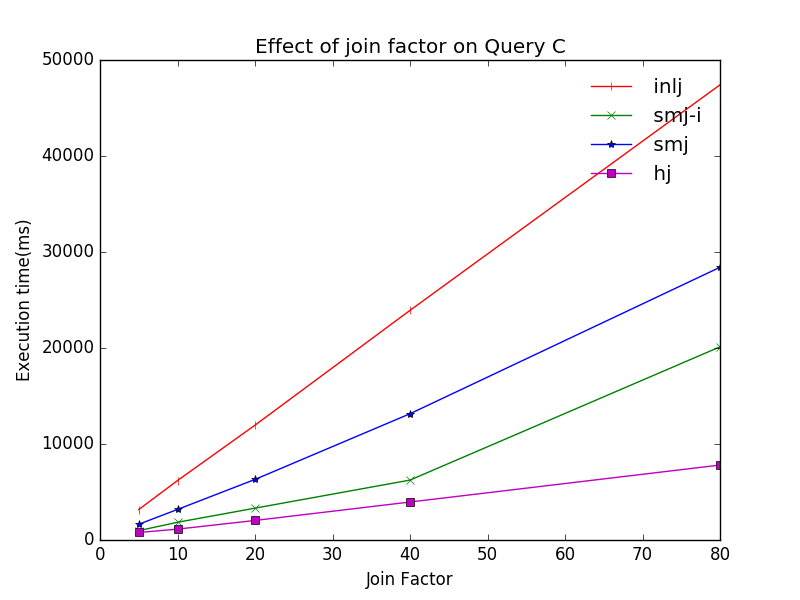 Effect of join factor on Query C
50000
40000
30000
20000
10000
0
Execution time(ms)
inlj
smj-i
smj
hj
0 10 20 30 40 50 60 70 80
Join Factor